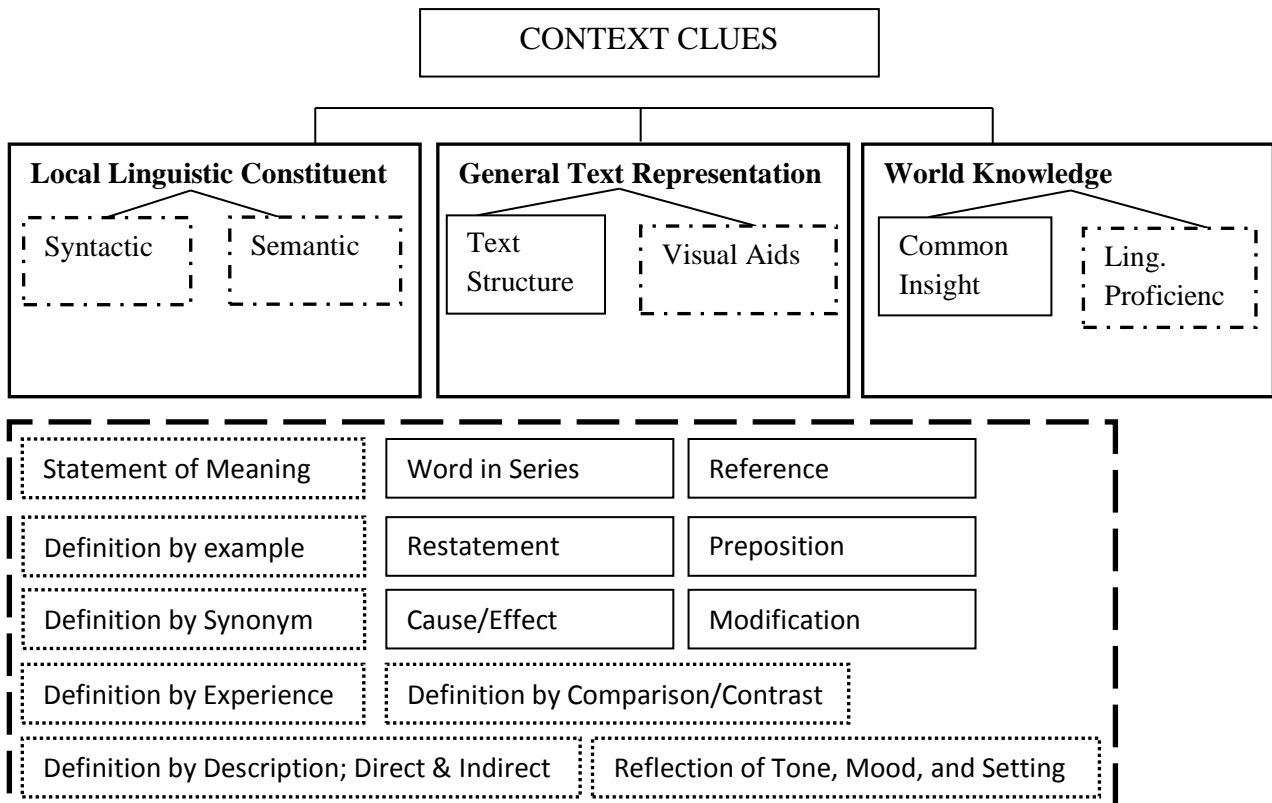 CONTEXT CLUES
Local Linguistic Constituent
Syntactic
Semantic
General Text Representation
Text
Structure
Visual Aids
World Knowledge
Common
Insight
Ling.
Proficienc
Statement of Meaning
Word in Series
Reference
Definition by example
Restatement
Preposition
Definition by Synonym
Cause/Effect
Modification
Definition by Experience
Definition by Comparison/Contrast
Definition by Description; Direct & Indirect
Reflection of Tone, Mood, and Setting